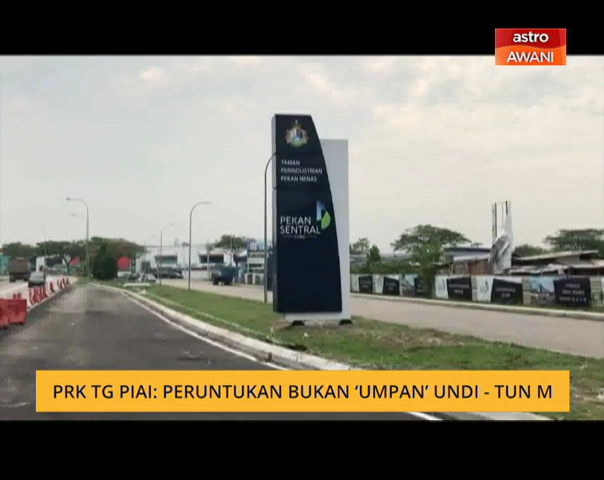 astro
AWANI
TAMAN
PERINDUSTRIAN
PEKAN NENAS
PEKAN
SENTRAL
PRK TG PIAI: PERUNTUKAN BUKAN ‘UMPAN’ UNDI - TUN M